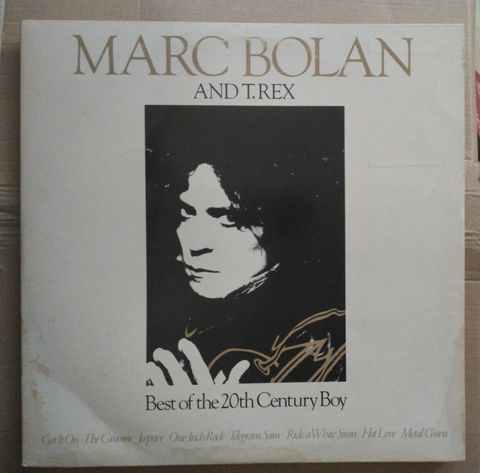 MARC BOLAN
AND T.REX
Best of the 20th Century Boy
Get It On · The Groover · Jeepster · One Inch Rock · Telegram Sam · Ride a White Swan · Hot Love · Metal Guru